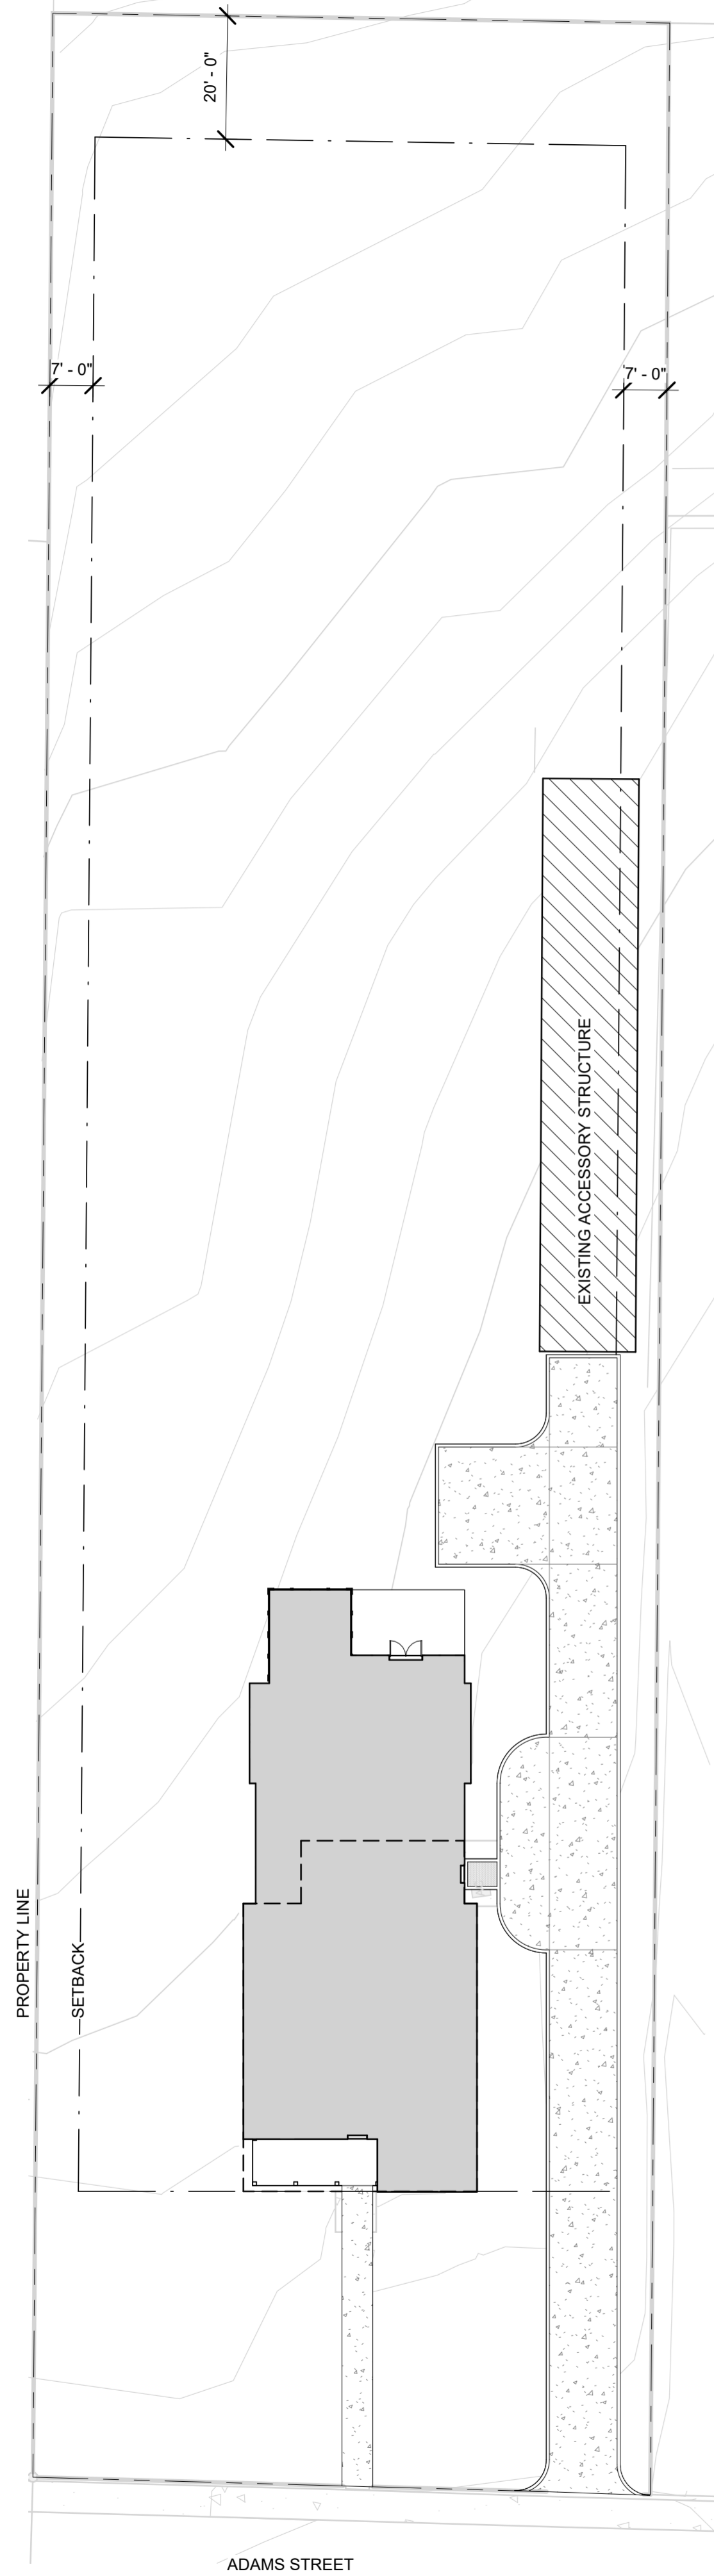 20' - 0"
7' - 0"
7' - 0"
EXISTING ACCESSORY STRUCTURE
PROPERTY LINE
SETBACK
ADAMS STREET